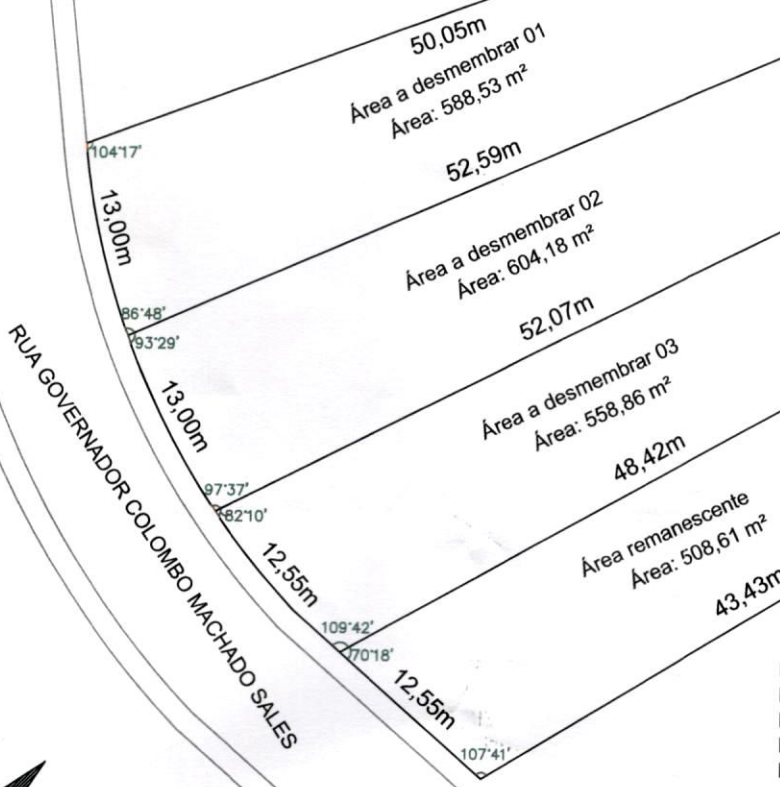 50,05m
Área a desmembrar 01
Área: 588,53 m²
104°17'
52,59m
13,00m
Área a desmembrar 02
Área: 604,18 m²
86°48'
93°29'
52,07m
13,00m
Área a desmembrar 03
Área: 558,86 m²
48,42m
97°37'
82°10'
RUA GOVERNADOR COLOMBO MACHADO SALES
12,55m
Área remanescente
Área: 508,61 m²
43,43m
109°42'
70°18'
12,55m
107°41'